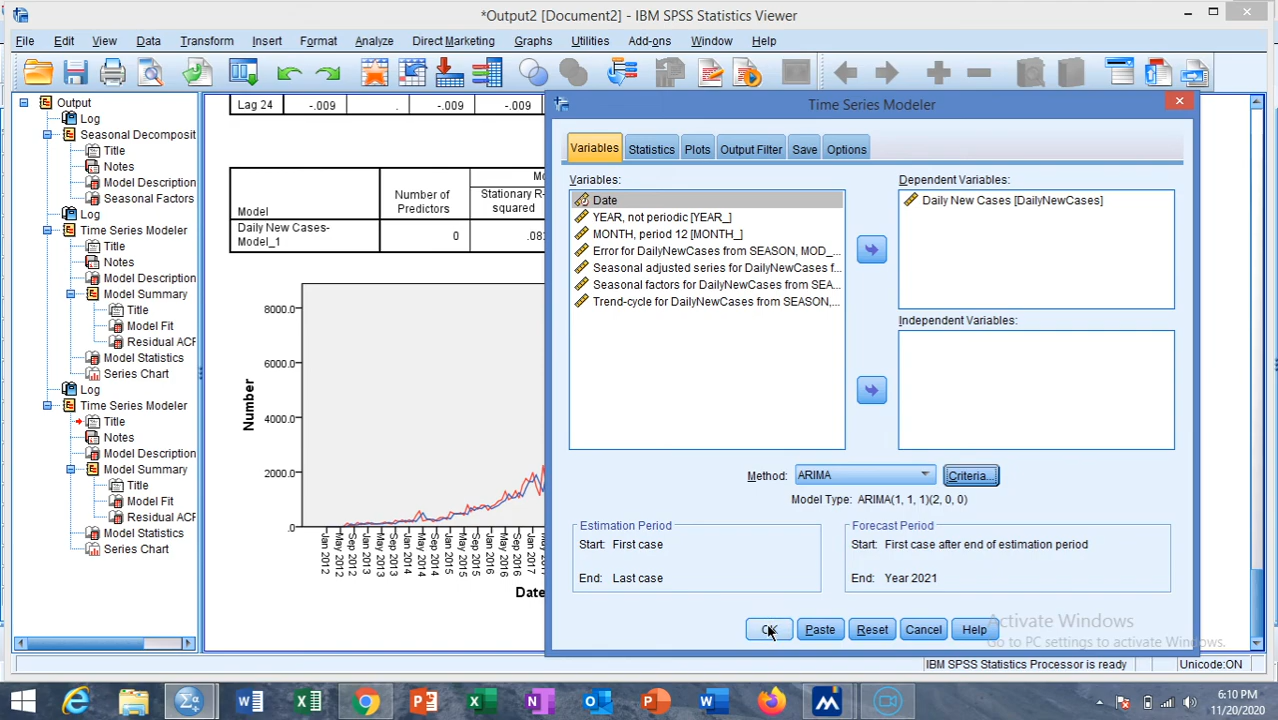 *Output2 [Document2] - IBM SPSS Statistics Viewer
File Edit View Data Transform Insert Format Analyze Direct Marketing Graphs Utilities Add-ons Window Help
Output
Log
Seasonal Decomposit
Title
Notes
Model Description
Seasonal Factors
Log
Time Series Modeler
Title
Notes
Model Description
Model Summary
Title
Model Fit
Residual ACF
Model Statistics
Series Chart
Log
Time Series Modeler
Title
Notes
Model Description
Model Summary
Title
Model Fit
Residual ACF
Model Statistics
Series Chart
Lag 24 -.009 . -.009 -.009
Model
Number of Predictors
Stationary R-squared
Daily New Cases-Model_1
0
Number
8000.0
6000.0
4000.0
2000.0
.0
Jan 2012
May 2012
Sep 2012
Jan 2013
May 2013
Sep 2013
Jan 2014
May 2014
Sep 2014
Jan 2015
May 2015
Sep 2015
Jan 2016
May 2016
Sep 2016
Jan 2017
Date
Time Series Modeler
Variables Statistics Plots Output Filter Save Options
Variables:
Date
YEAR, not periodic [YEAR_]
MONTH, period 12 [MONTH_]
Error for DailyNewCases from SEASON, MOD_...
Seasonal adjusted series for DailyNewCases f...
Seasonal factors for DailyNewCases from SEA...
Trend-cycle for DailyNewCases from SEASON,...
Dependent Variables:
Daily New Cases [DailyNewCases]
Independent Variables:
Method: ARIMA Criteria...
Model Type: ARIMA(1, 1, 1)(2, 0, 0)
Estimation Period
Start: First case
End: Last case
Forecast Period
Start: First case after end of estimation period
End: Year 2021
OK Paste Reset Cancel Help
Activate Windows
Go to PC settings to activate Windows.
IBM SPSS Statistics Processor is ready
Unicode:ON
6:10 PM
11/20/2020